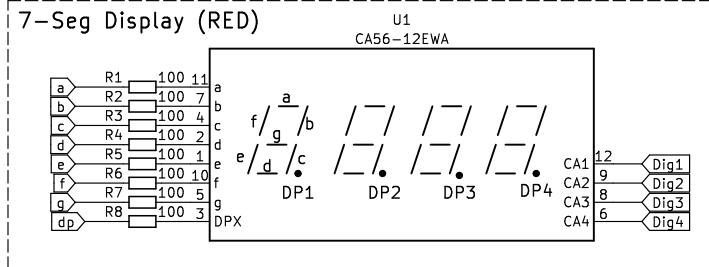 7-Seg Display (RED)
U1
CA56-12EWA
a R1 100 11 a
b R2 100 7 b
c R3 100 4 c
d R4 100 2 d
e R5 100 1 e
f R6 100 10 f
g R7 100 5 g
dp R8 100 3 DPX
a
f b
g
e d c
DP1 DP2 DP3 DP4
CA1 12 Dig1
CA2 9 Dig2
CA3 8 Dig3
CA4 6 Dig4